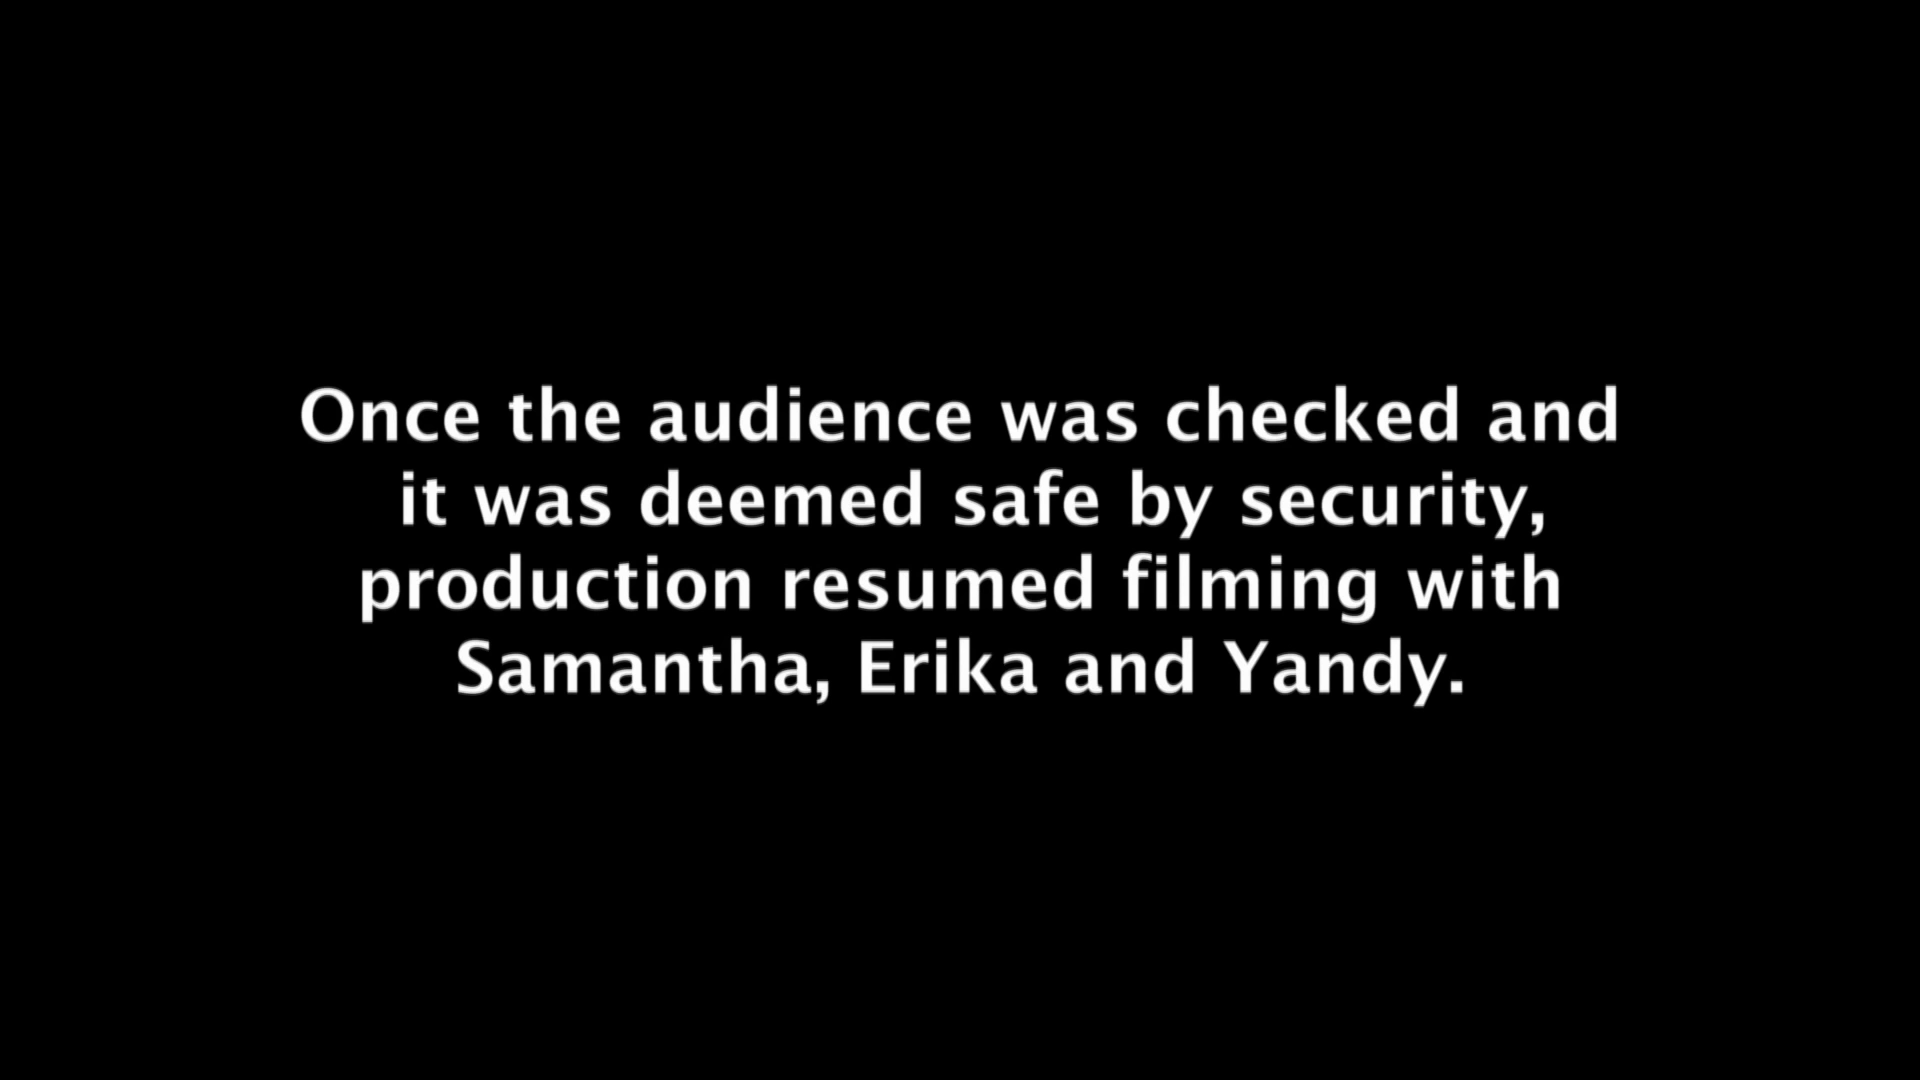 Once the audience was checked and
it was deemed safe by security,
production resumed filming with
Samantha, Erika and Yandy.